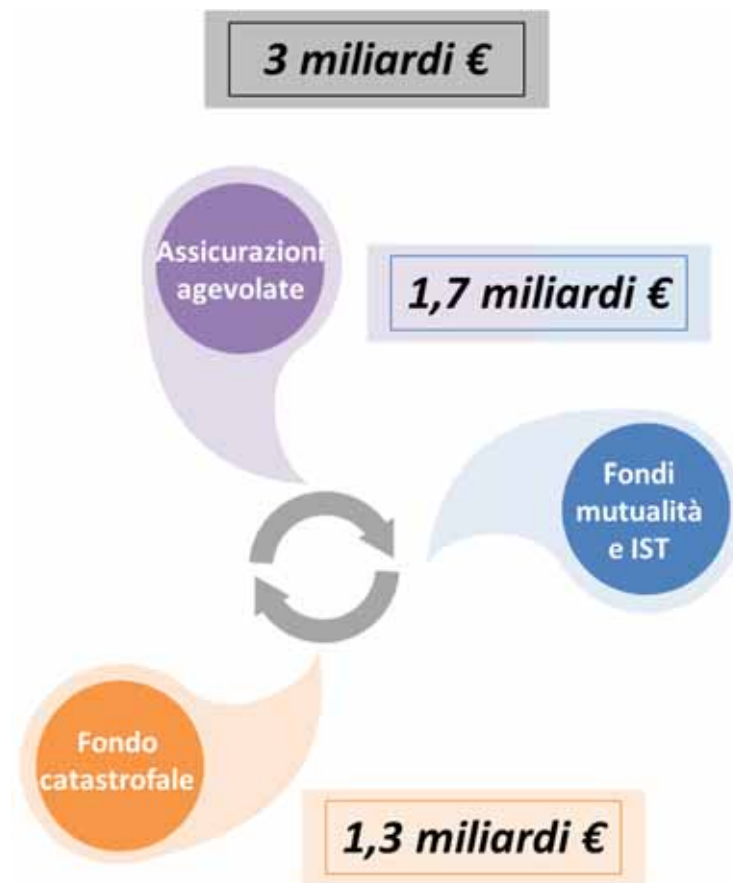 3 miliardi €
Assicurazioni
agevolate
1,7 miliardi €
Fondi
mutualità
e IST
Fondo
catastrofale
1,3 miliardi €